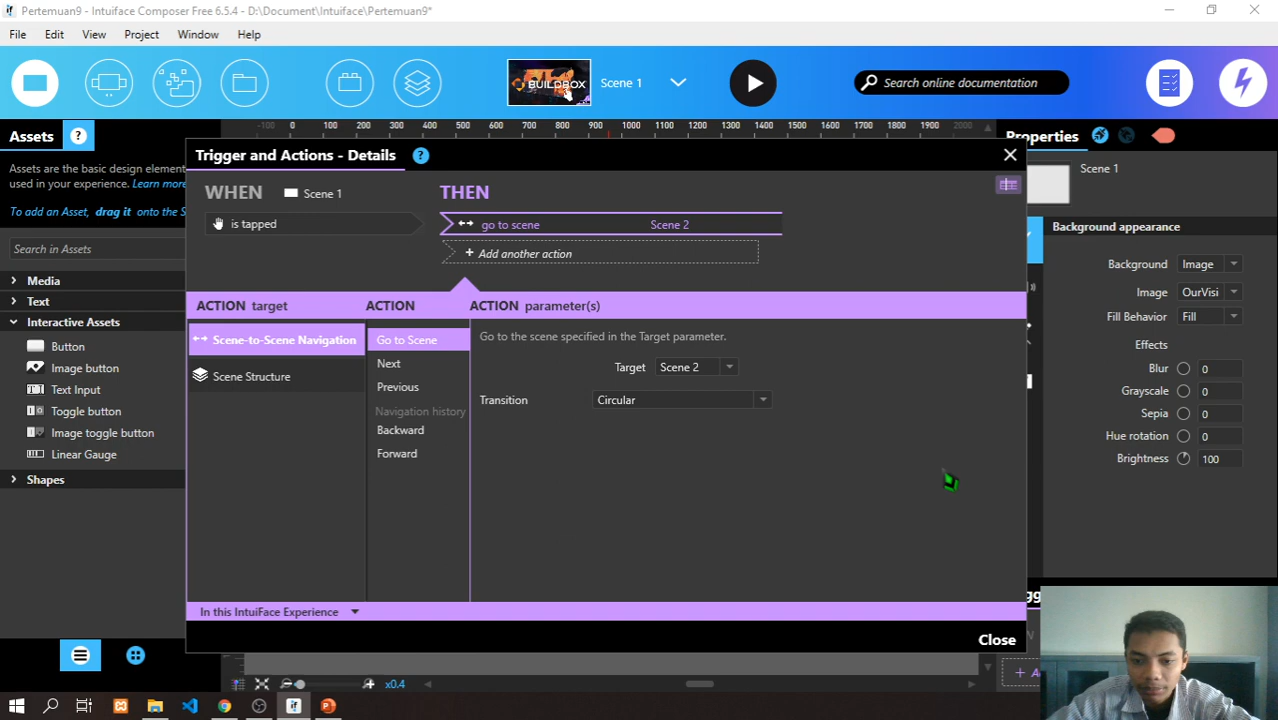 Pertemuan9 - Intuiface Composer Free 6.5.4 - D:\Document\Intuiface\Pertemuan9*
File Edit View Project Window Help
BUILDBOX
Scene 1
Search online documentation
-100 0 100 200 300 400 500 600 700 800 900 1000 1100 1200 1300 1400 1500 1600 1700 1800 1900 2000
Assets ?
Assets are the basic design elemen
used in your experience. Learn more
To add an Asset, drag it onto the S
Search in Assets
Media
Text
Interactive Assets
Button
Image button
Text Input
Toggle button
Image toggle button
Linear Gauge
Shapes
Trigger and Actions - Details ?
WHEN Scene 1
is tapped
THEN
go to scene Scene 2
+ Add another action
ACTION target
ACTION
ACTION parameter(s)
Scene-to-Scene Navigation
Scene Structure
Go to Scene
Next
Previous
Navigation history
Backward
Forward
Go to the scene specified in the Target parameter.
Target Scene 2
Transition Circular
In this IntuiFace Experience
Close
Properties
Scene 1
Background appearance
Background Image
Image OurVisi
Fill Behavior Fill
Effects
Blur 0
Grayscale 0
Sepia 0
Hue rotation 0
Brightness 100
x0.4